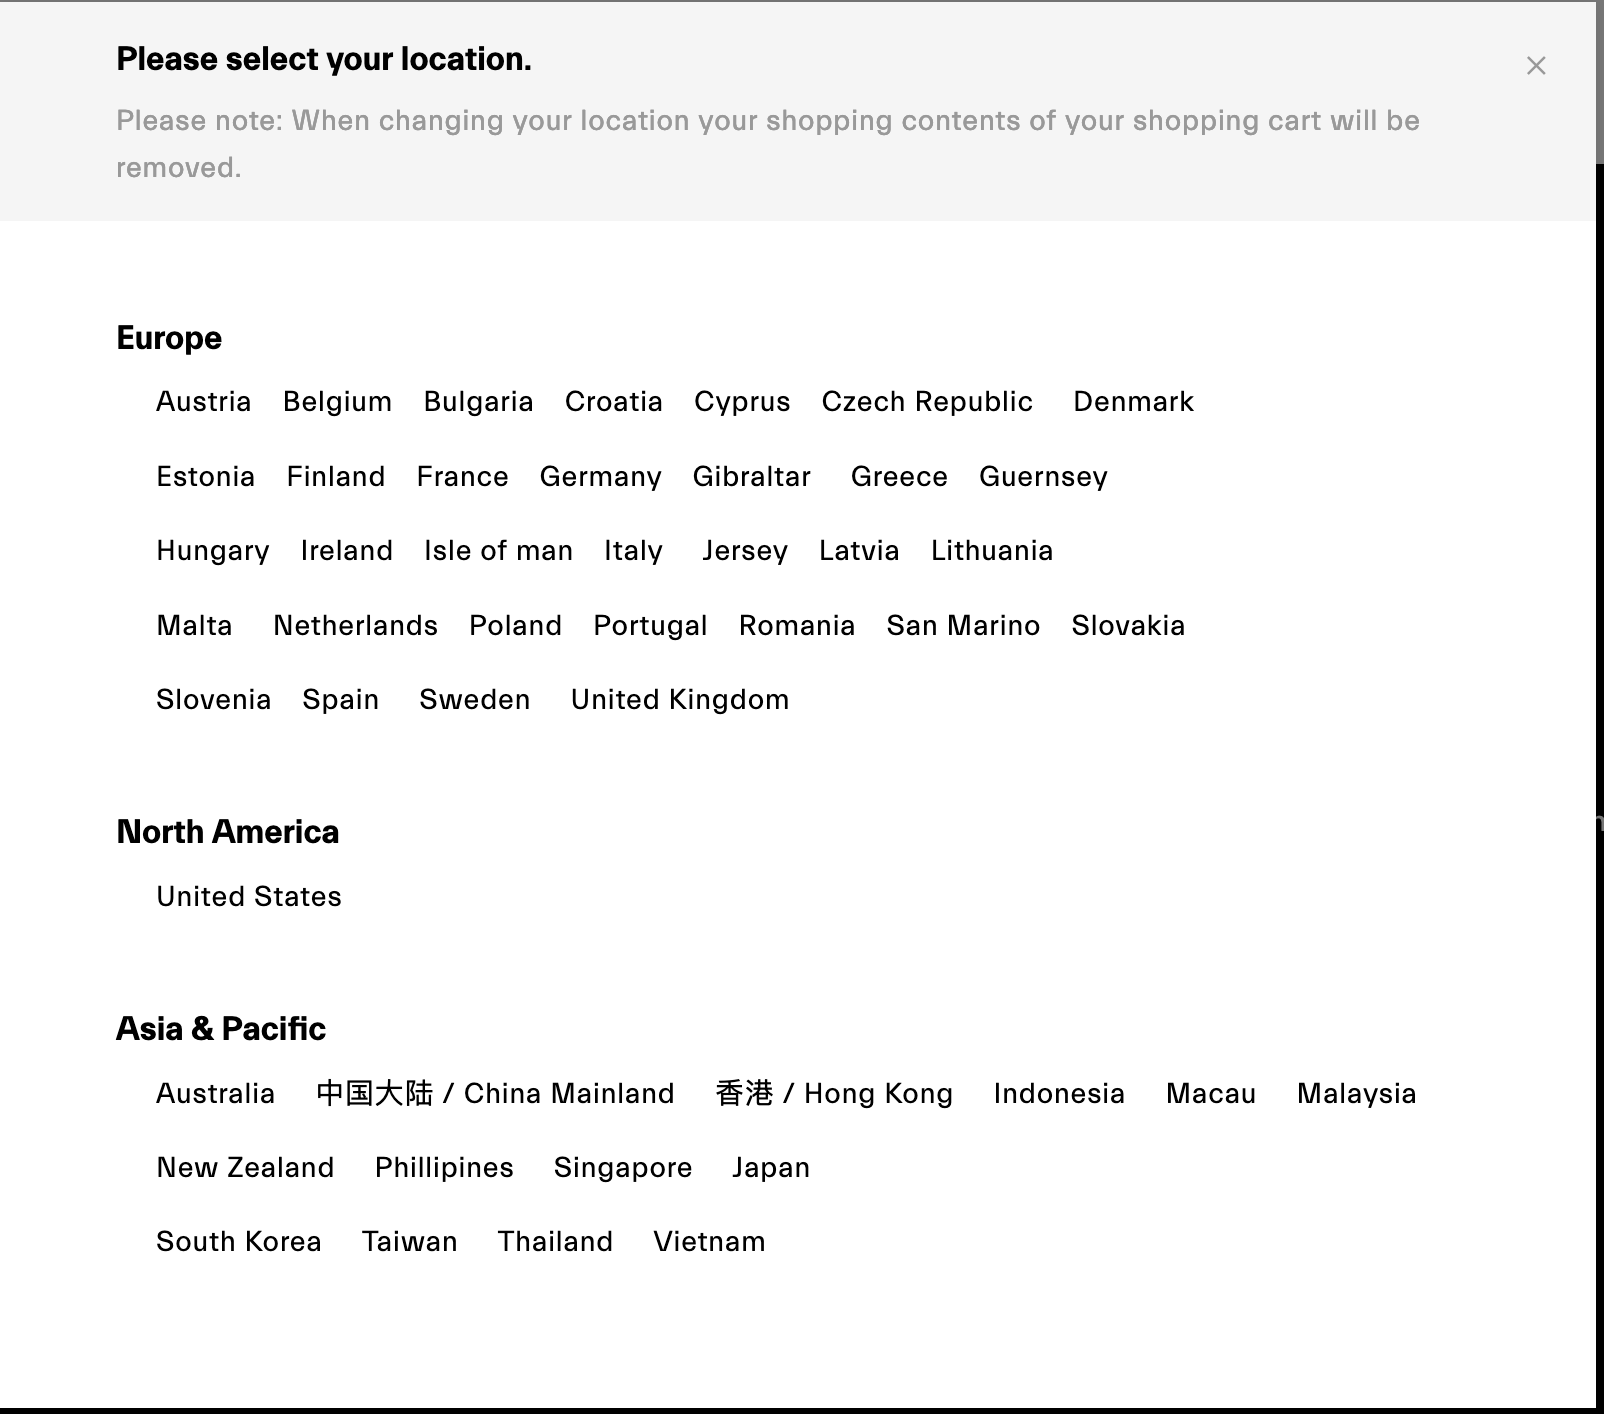 Please select your location.
Please note: When changing your location your shopping contents of your shopping cart will be
removed.
Europe
Austria Belgium Bulgaria Croatia Cyprus Czech Republic Denmark
Estonia Finland France Germany Gibraltar Greece Guernsey
Hungary Ireland Isle of man Italy Jersey Latvia Lithuania
Malta Netherlands Poland Portugal Romania San Marino Slovakia
Slovenia Spain Sweden United Kingdom
North America
United States
Asia & Pacific
Australia 中国大陆 / China Mainland 香港 / Hong Kong Indonesia Macau Malaysia
New Zealand Phillipines Singapore Japan
South Korea Taiwan Thailand Vietnam